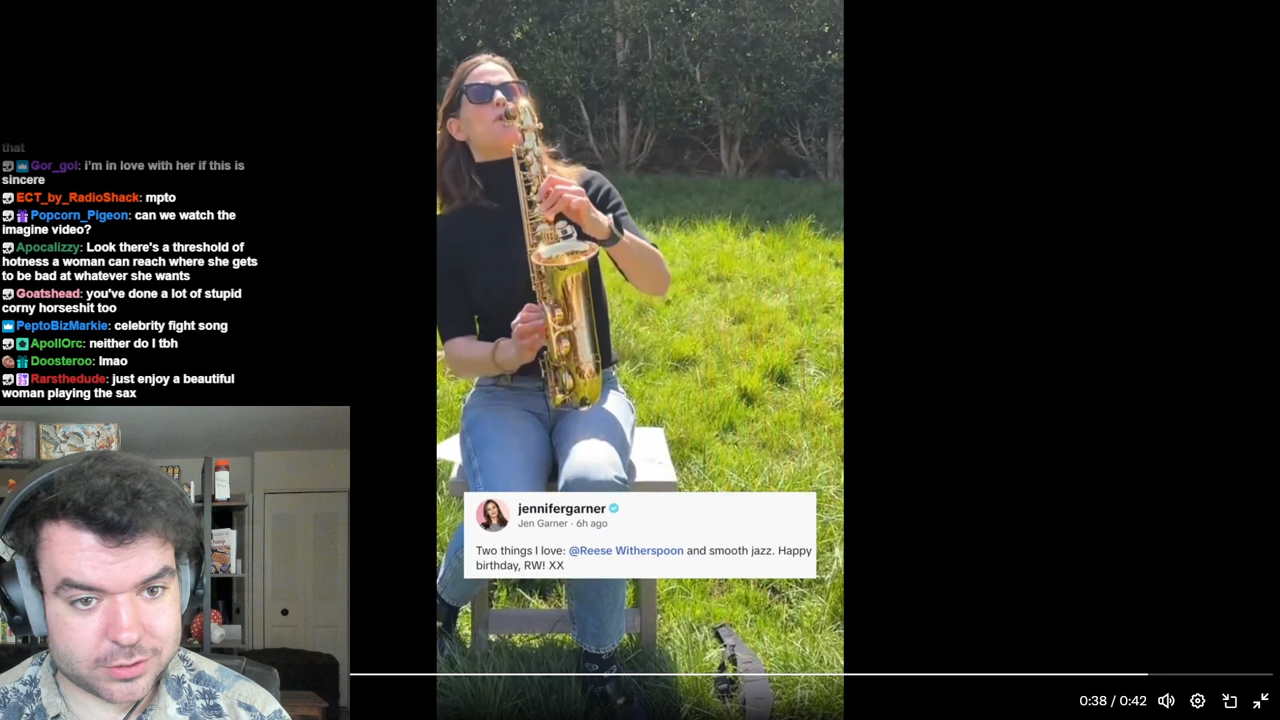 that
Gor_gol: i'm in love with her if this is
sincere
ECT_by_RadioShack: mpto
Popcorn_Pigeon: can we watch the
imagine video?
Apocalizzy: Look there's a threshold of
hotness a woman can reach where she gets
to be bad at whatever she wants
Goatshead: you've done a lot of stupid
corny horseshit too
PeptoBizMarkie: celebrity fight song
ApollOrc: neither do I tbh
Doosteroo: lmao
Rarsthedude: just enjoy a beautiful
woman playing the sax
jennifergarner
Jen Garner · 6h ago
Two things I love: @Reese Witherspoon and smooth jazz. Happy
birthday, RW! XX
0:38 / 0:42